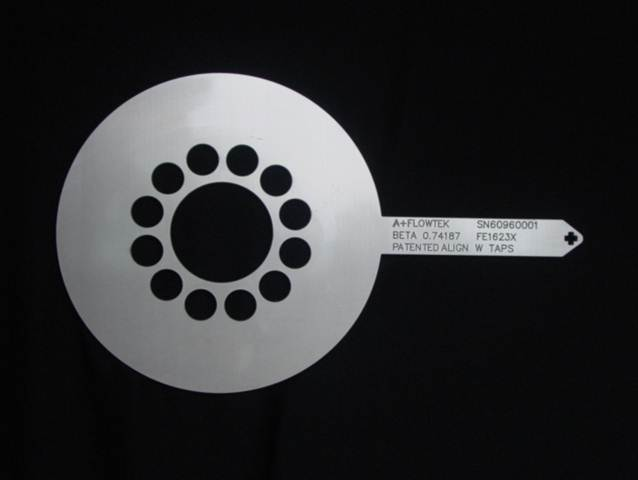 A+FLOWTEK SN60960001
BETA 0.74187 FE1623X
PATENTED ALIGN. W TAPS